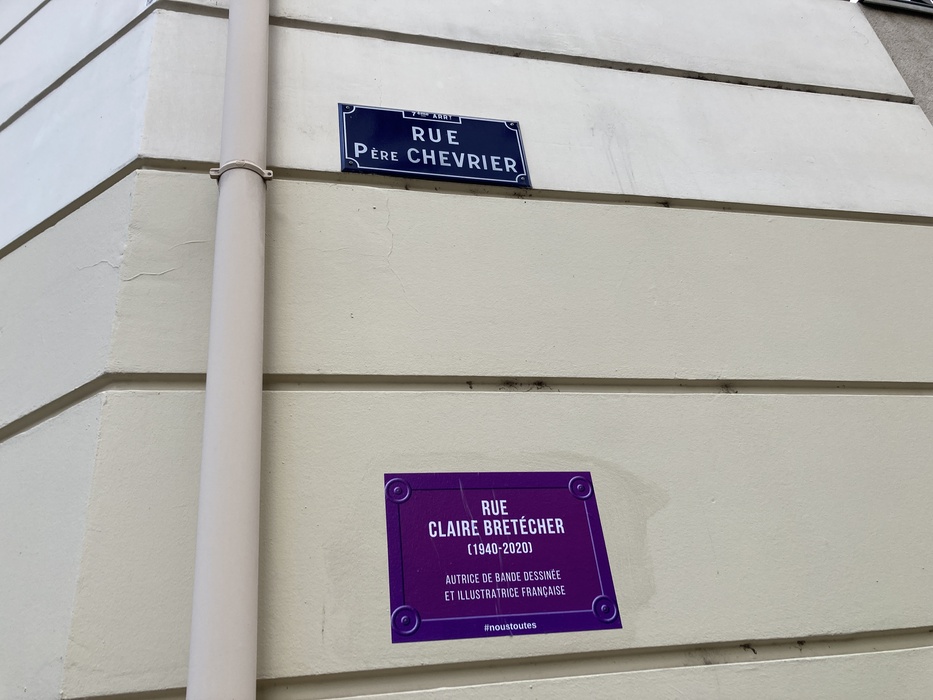 7ème ARRT
RUE
PÈRE CHEVRIER
RUE
CLAIRE BRETÉCHER
(1940-2020)
AUTRICE DE BANDE DESSINÉE
ET ILLUSTRATRICE FRANÇAISE
#noustoutes